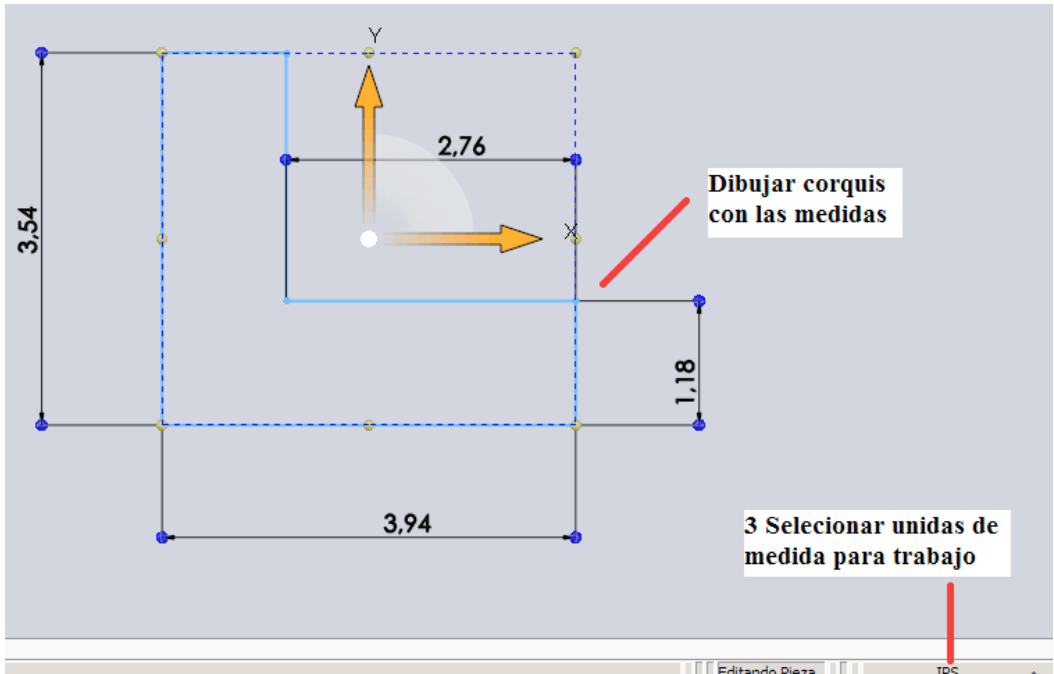 Y
2,76
Dibujar corquis
con las medidas
3,54
X
1,18
3,94
3 Selecionar unidas de
medida para trabajo
Editando Pieza
IPS